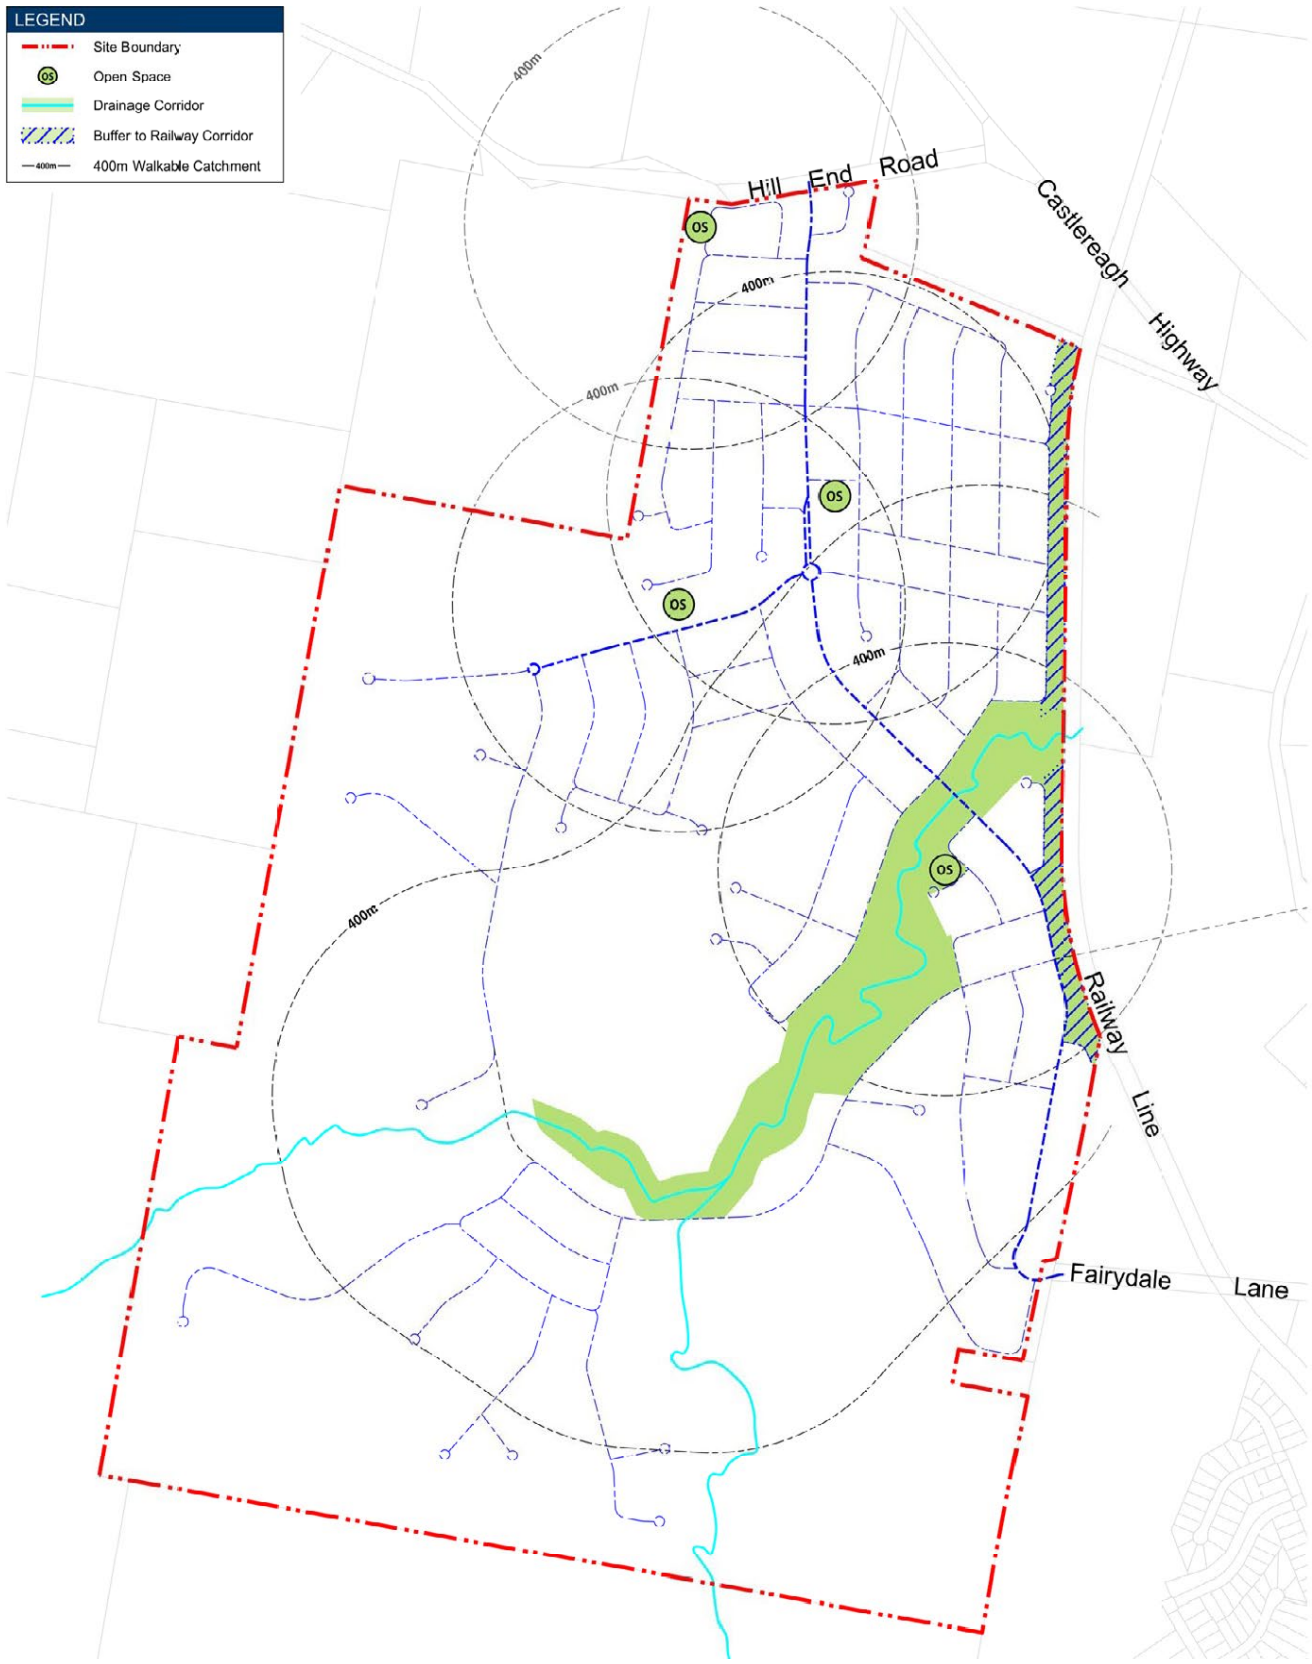 LEGEND
Site Boundary
OS Open Space
Drainage Corridor
Buffer to Railway Corridor
400m 400m Walkable Catchment
400m
Hill End Road
OS
Castlereagh Highway
400m
400m
OS
OS
400m
OS
400m
Railway Line
Fairydale Lane